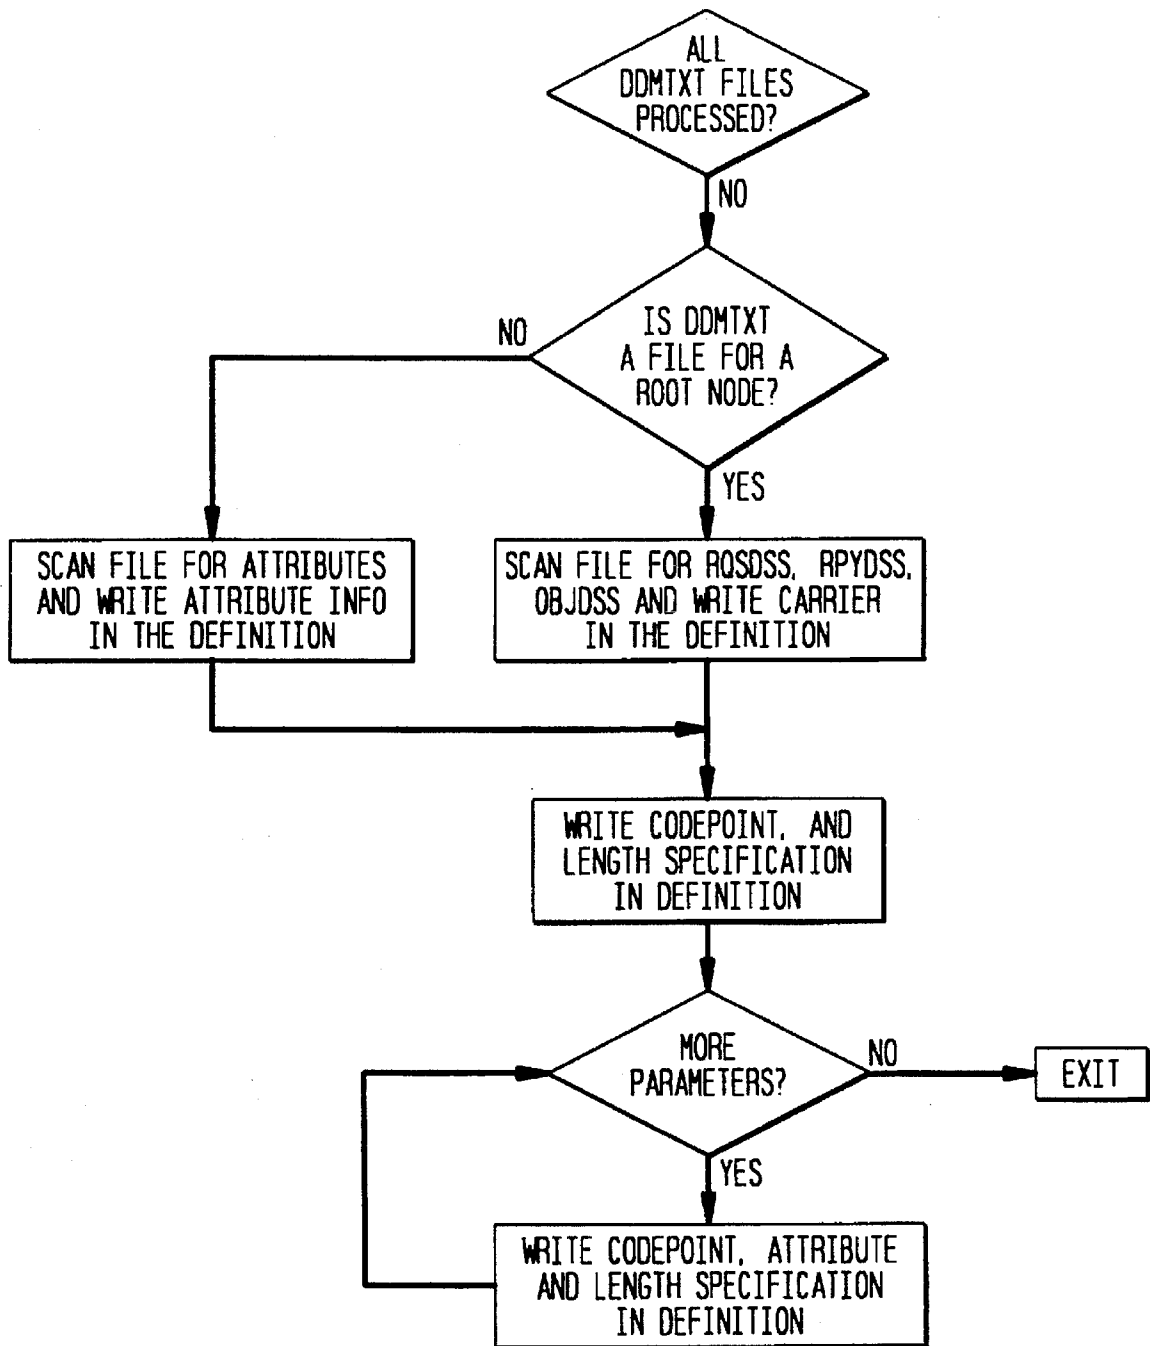 ALL
DDMTXT FILES
PROCESSED?
NO
IS DDMTXT
A FILE FOR A
ROOT NODE?
NO
YES
SCAN FILE FOR ATTRIBUTES
AND WRITE ATTRIBUTE INFO
IN THE DEFINITION
SCAN FILE FOR RQSDSS, RPYDSS,
OBJDSS AND WRITE CARRIER
IN THE DEFINITION
WRITE CODEPOINT, AND
LENGTH SPECIFICATION
IN DEFINITION
MORE
PARAMETERS?
NO
EXIT
YES
WRITE CODEPOINT, ATTRIBUTE
AND LENGTH SPECIFICATION
IN DEFINITION